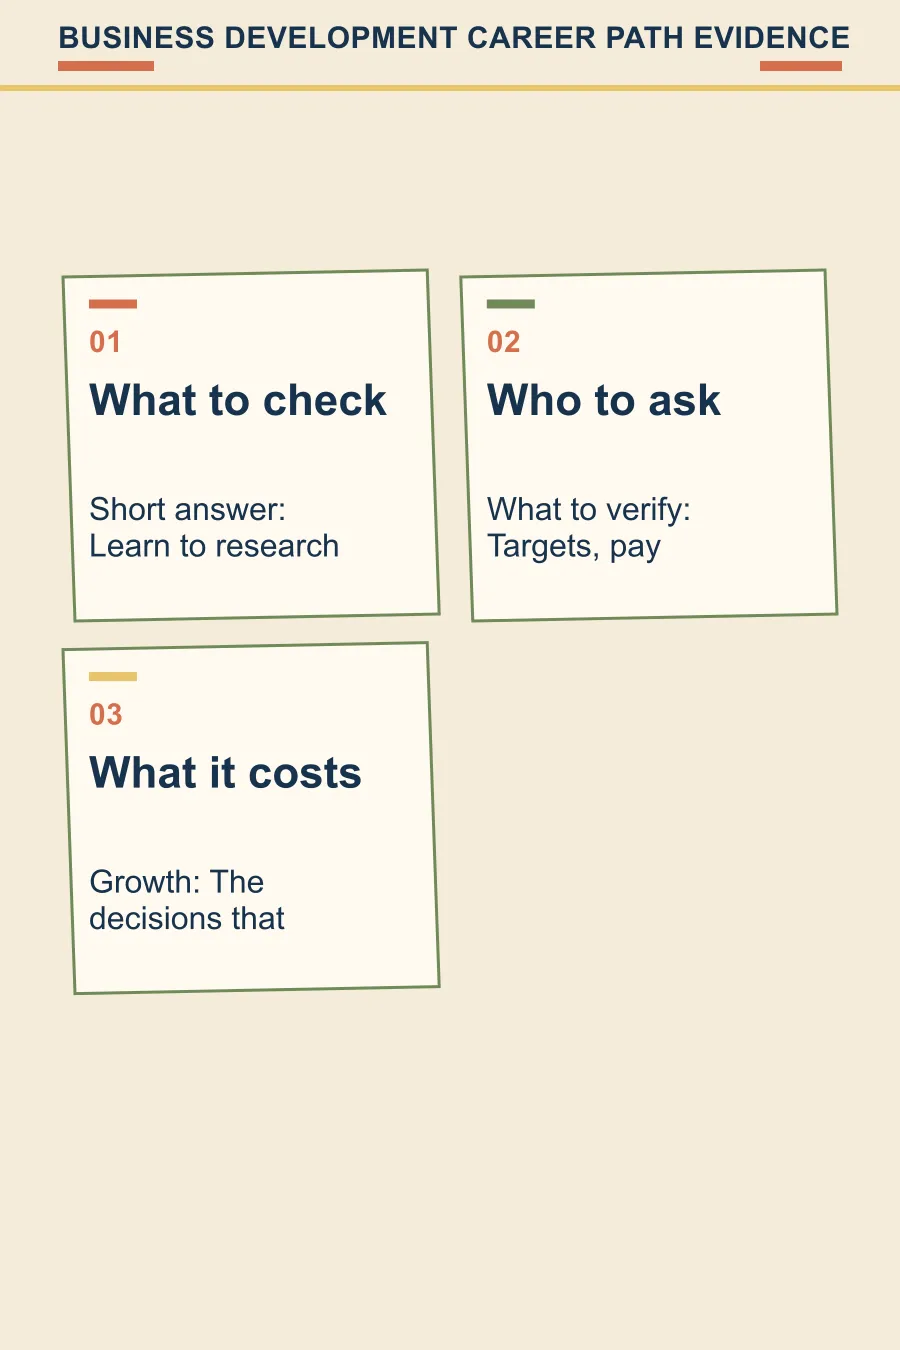 BUSINESS DEVELOPMENT CAREER PATH EVIDENCE
01
What to check
Short answer:
Learn to research
02
Who to ask
What to verify:
Targets, pay
03
What it costs
Growth: The
decisions that